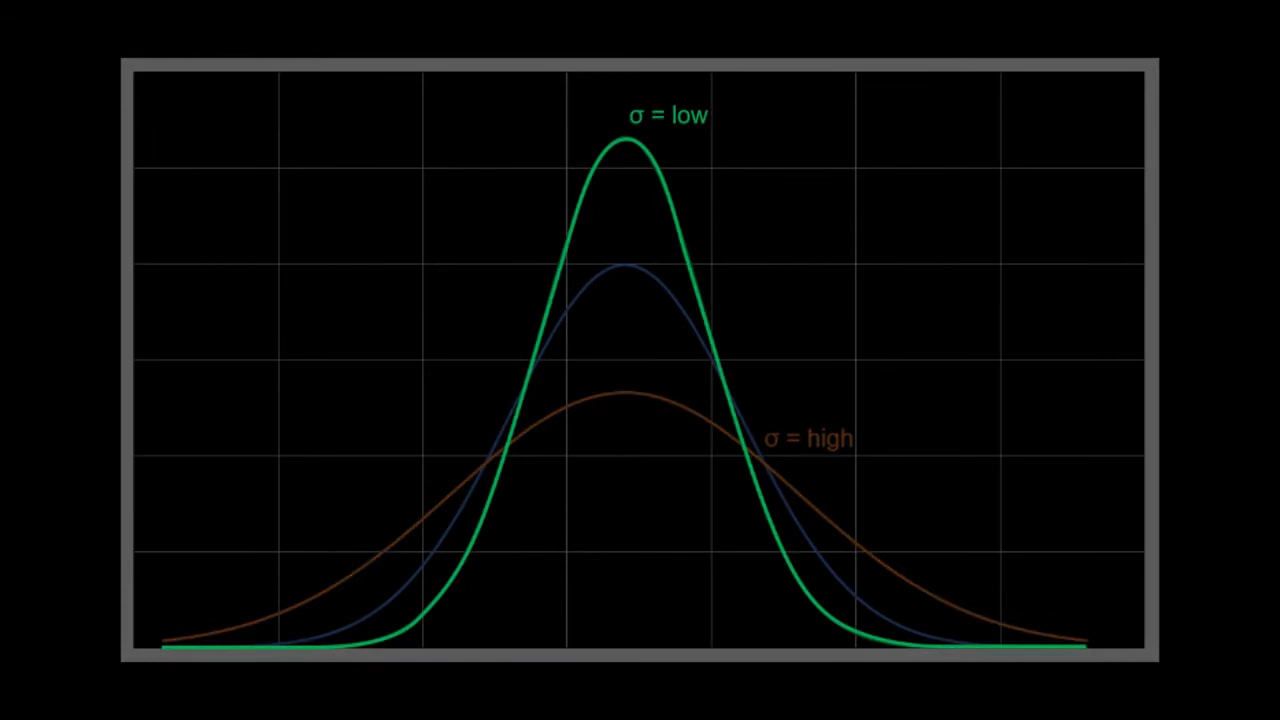 σ = low
σ = high